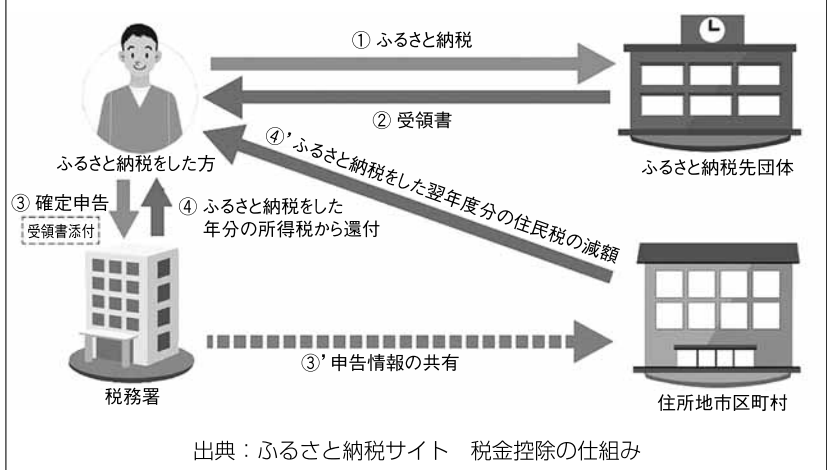 ① ふるさと納税
② 受領書
ふるさと納税をした方
ふるさと納税先団体
④’ふるさと納税をした翌年度分の住民税の減額
③ 確定申告
受領書添付
④ ふるさと納税をした
年分の所得税から還付
③’申告情報の共有
税務署
住所地市区町村
出典：ふるさと納税サイト　税金控除の仕組み